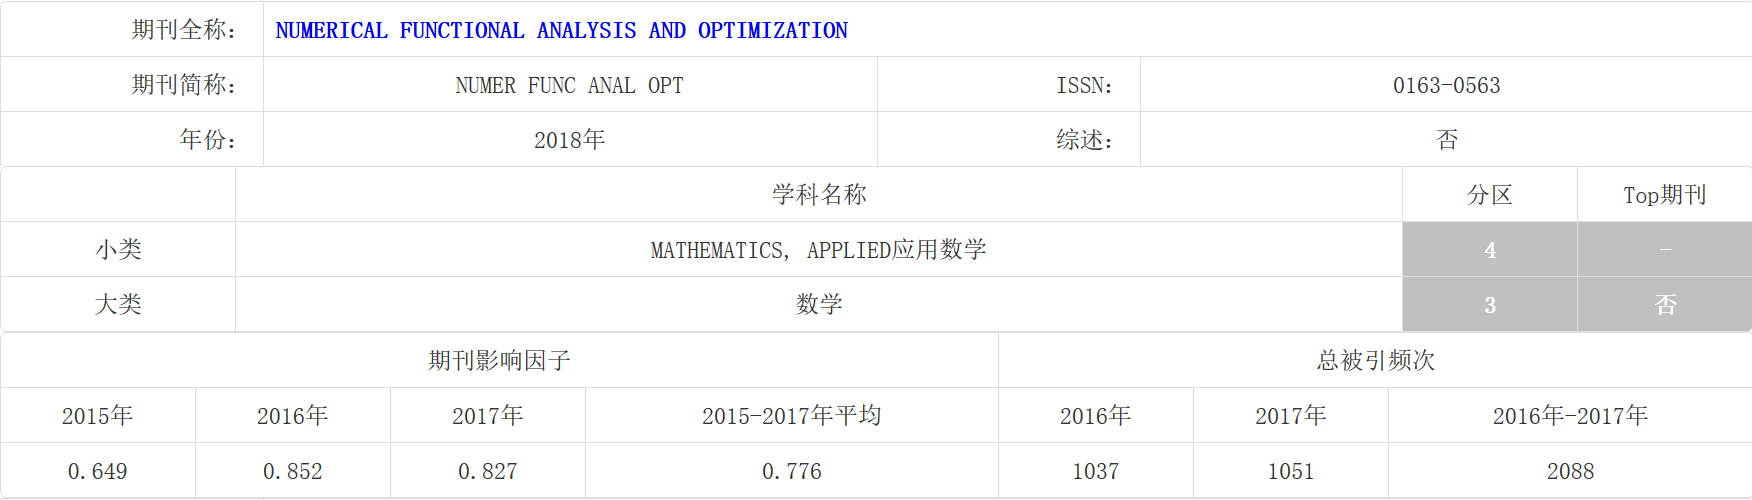 期刊全称： NUMERICAL FUNCTIONAL ANALYSIS AND OPTIMIZATION
期刊简称： NUMER FUNC ANAL OPT ISSN： 0163-0563
年份： 2018年 综述： 否
学科名称 分区 Top期刊
小类 MATHEMATICS, APPLIED应用数学 4 -
大类 数学 3 否
期刊影响因子 总被引频次
2015年 2016年 2017年 2015-2017年平均 2016年 2017年 2016年-2017年
0.649 0.852 0.827 0.776 1037 1051 2088